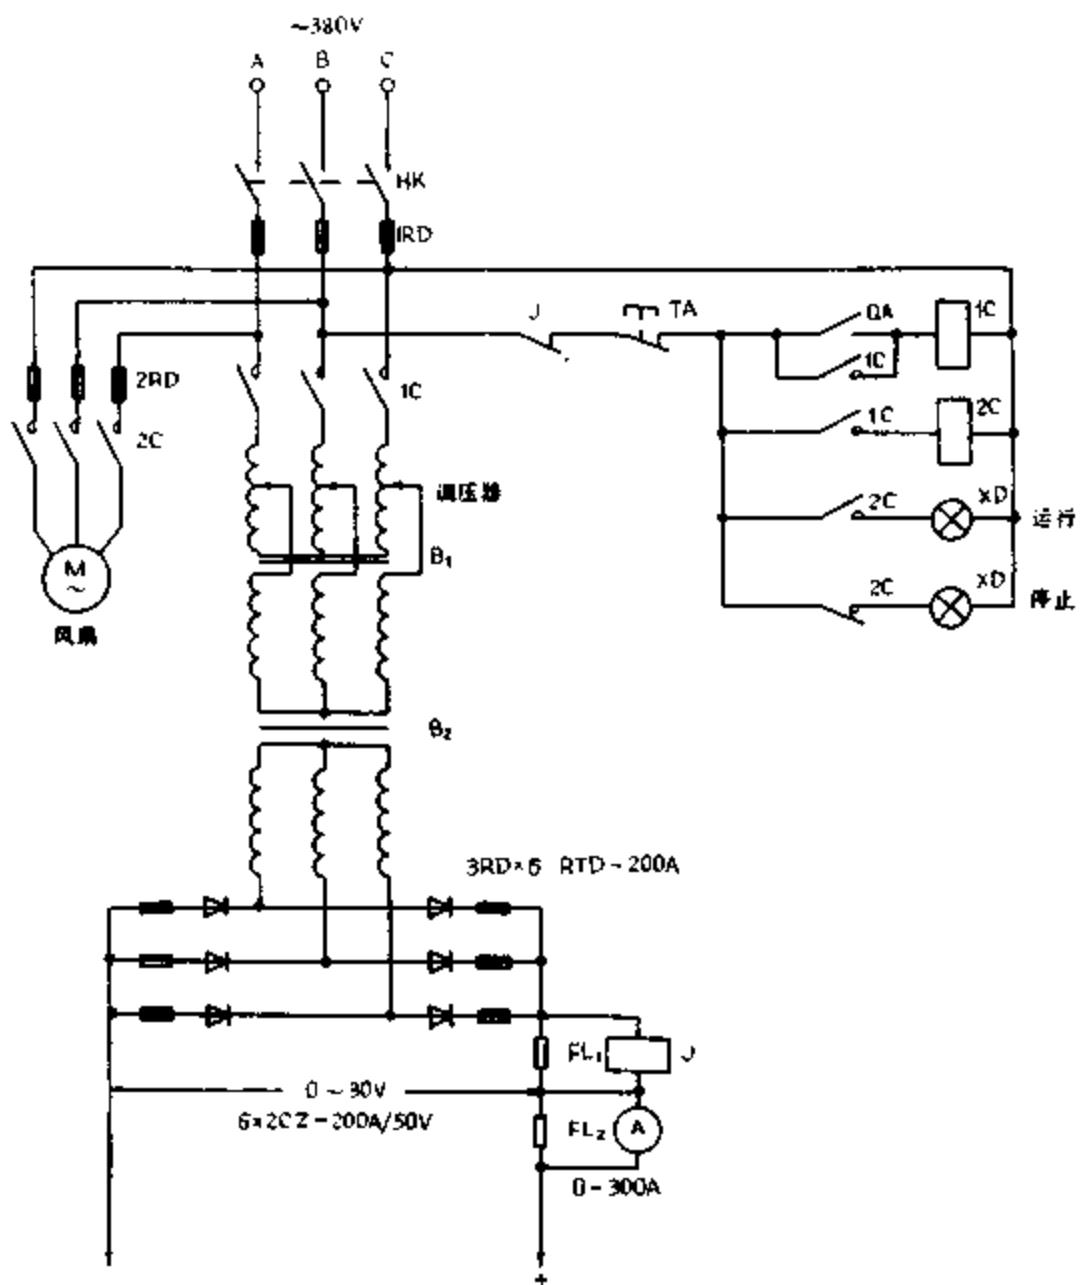 ~380V
A B C
HK
1RD
J TA QA 1C
1C
2RD 1C
1C 2C
2C
调压器
2C XD 运行
B₁
M
~
风扇
2C XD 停止
B₂
3RD×6 RTD-200A
FL₁ J
0~30V
6×2CZ-200A/50V
FL₂ A
0-300A
+